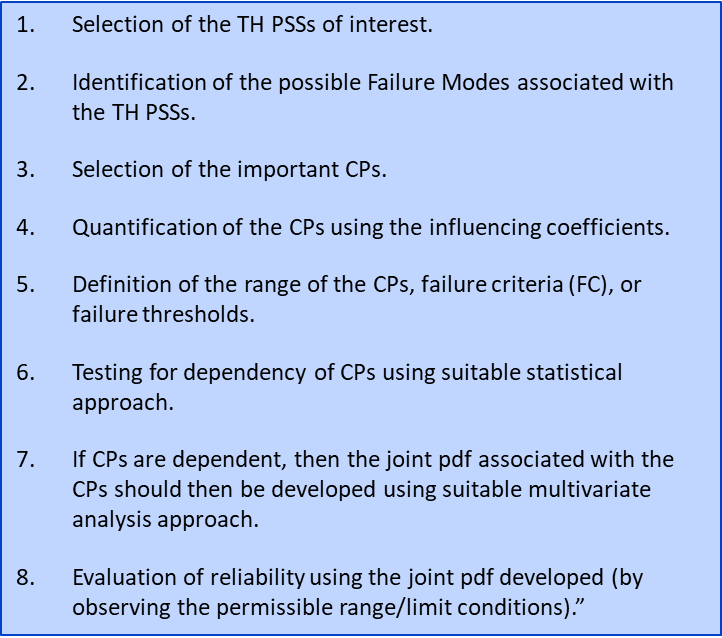 1. Selection of the TH PSSs of interest.
2. Identification of the possible Failure Modes associated with
the TH PSSs.
3. Selection of the important CPs.
4. Quantification of the CPs using the influencing coefficients.
5. Definition of the range of the CPs, failure criteria (FC), or
failure thresholds.
6. Testing for dependency of CPs using suitable statistical
approach.
7. If CPs are dependent, then the joint pdf associated with the
CPs should then be developed using suitable multivariate
analysis approach.
8. Evaluation of reliability using the joint pdf developed (by
observing the permissible range/limit conditions).”